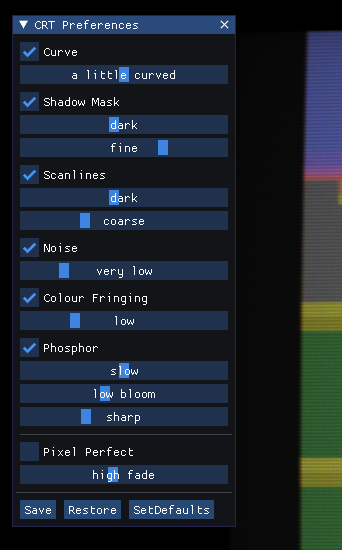 CRT Preferences
Curve
a little curved
Shadow Mask
dark
fine
Scanlines
dark
coarse
Noise
very low
Colour Fringing
low
Phosphor
slow
low bloom
sharp
Pixel Perfect
high fade
Save Restore SetDefaults